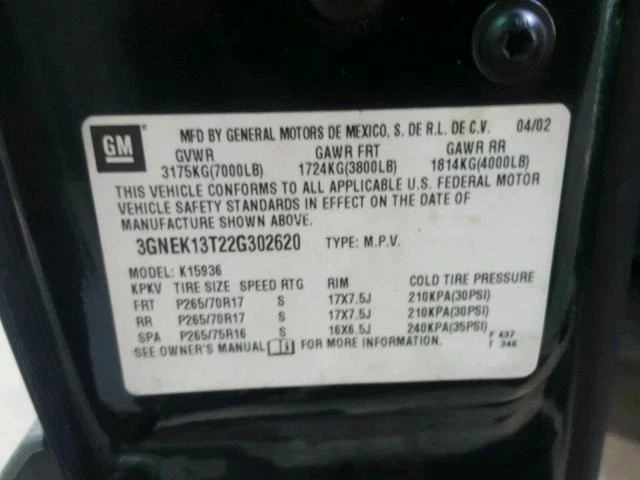 GM
MFD BY GENERAL MOTORS DE MEXICO, S. DE R.L. DE C.V. 04/02
GVWR GAWR FRT GAWR RR
3175KG(7000LB) 1724KG(3800LB) 1814KG(4000LB)
THIS VEHICLE CONFORMS TO ALL APPLICABLE U.S. FEDERAL MOTOR
VEHICLE SAFETY STANDARDS IN EFFECT ON THE DATE OF
MANUFACTURE SHOWN ABOVE.
3GNEK13T22G302620 TYPE: M.P.V.
MODEL: K15936
KPKV TIRE SIZE SPEED RTG RIM COLD TIRE PRESSURE
FRT P265/70R17 S 17X7.5J 210KPA(30PSI)
RR P265/70R17 S 17X7.5J 210KPA(30PSI)
SPA P265/75R16 S 16X6.5J 240KPA(35PSI)
SEE OWNER'S MANUAL FOR MORE INFORMATION.
F 437
T 346